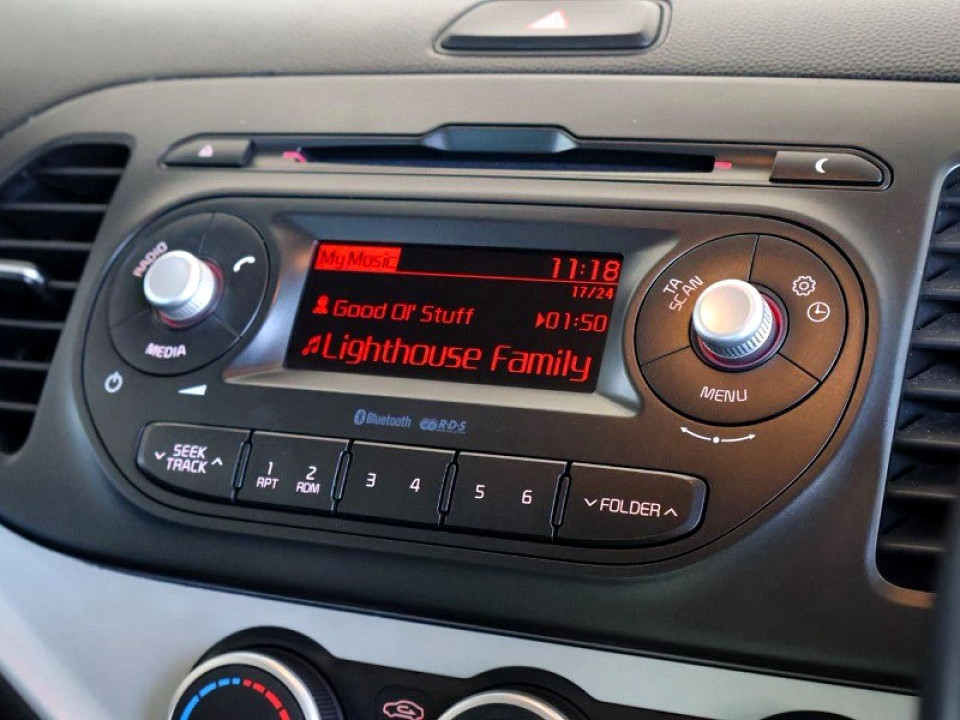 RADIO
MEDIA
My Music 11:18
17/24
Good Ol' Stuff 01:50
Lighthouse Family
TA
SCAN
MENU
Bluetooth R·D·S
SEEK
TRACK
1 2
RPT RDM
3 4
5 6
FOLDER